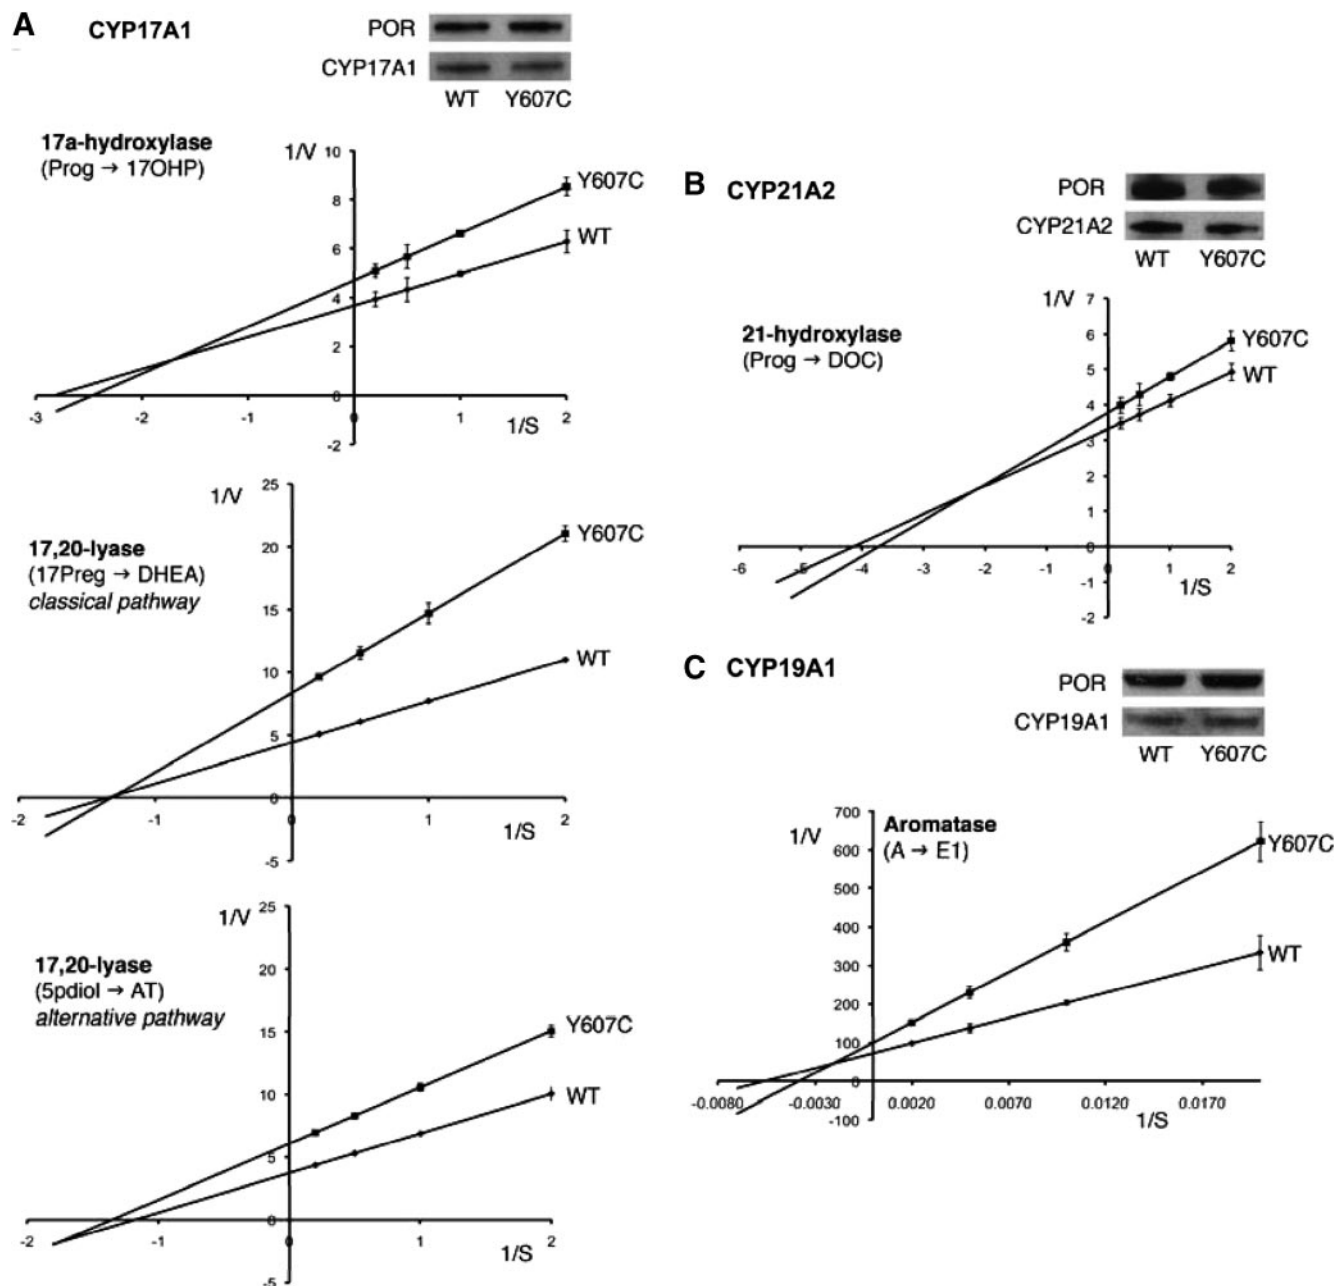 A CYP17A1
POR
CYP17A1
WT Y607C
17a-hydroxylase
(Prog → 17OHP)
1/V
10
8
6
4
2
0
-2
-3 -2 -1 0 1 2
1/S
Y607C
WT
17,20-lyase
(17Preg → DHEA)
classical pathway
1/V
25
20
15
10
5
0
-5
-2 -1 0 1 2
1/S
Y607C
WT
17,20-lyase
(5pdiol → AT)
alternative pathway
1/V
25
20
15
10
5
0
-5
-2 -1 0 1 2
1/S
Y607C
WT
B CYP21A2
POR
CYP21A2
WT Y607C
21-hydroxylase
(Prog → DOC)
1/V
7
6
5
4
3
2
1
0
-1
-2
-6 -5 -4 -3 -2 -1 0 1 2
1/S
Y607C
WT
C CYP19A1
POR
CYP19A1
WT Y607C
Aromatase
(A → E1)
1/V
700
600
500
400
300
200
100
0
-100
-0.0080 -0.0030 0.0020 0.0070 0.0120 0.0170
1/S
Y607C
WT